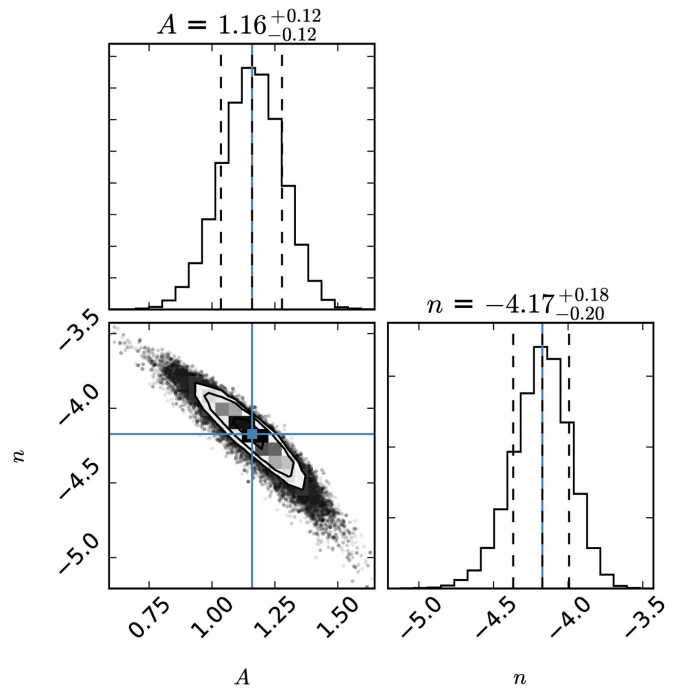 A = 1.16^{+0.12}_{-0.12}
n = −4.17^{+0.18}_{-0.20}
−3.5
−4.0
−4.5
−5.0
n
0.75 1.00 1.25 1.50
−5.0 −4.5 −4.0 −3.5
A
n